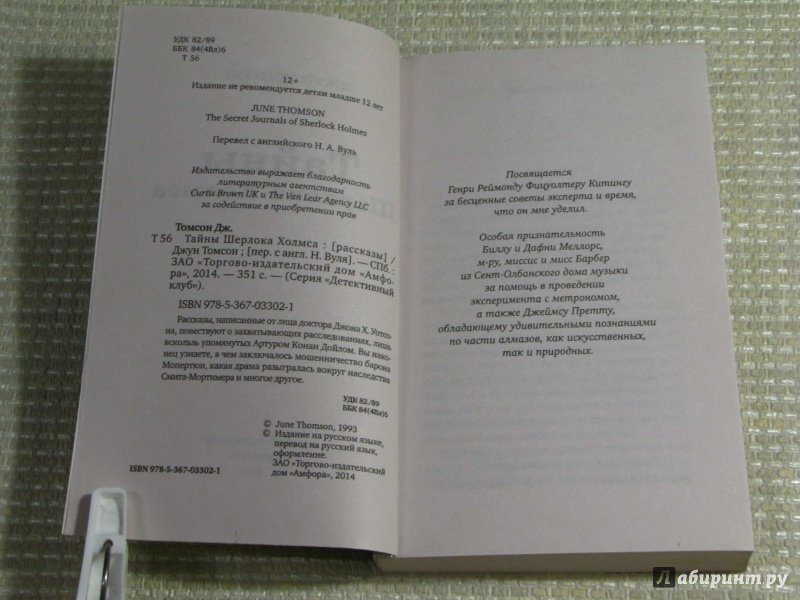 УДК 82/89
ББК 84(4Вл)6
Т 56
12+
Издание не рекомендуется детям младше 12 лет
JUNE THOMSON
The Secret Journals of Sherlock Holmes
Перевел с английского Н. А. Вуль
Издательство выражает благодарность
литературным агентствам
Curtis Brown UK и The Van Lear Agency LLC
за содействие в приобретении прав
Томсон Дж.
Т 56 Тайны Шерлока Холмса : [рассказы] /
Джун Томсон ; [пер. с англ. Н. Вуля]. — СПб. :
ЗАО «Торгово-издательский дом «Амфо-
ра», 2014. — 351 с. — (Серия «Детективный
клуб»).
ISBN 978-5-367-03302-1
Рассказы, написанные от лица доктора Джона Х. Уотсо-
на, повествуют о захватывающих расследованиях, лишь
вскользь упомянутых Артуром Конан Дойлом. Вы нако-
нец узнаете, в чем заключалось мошенничество барона
Мопертюи, какая драма разыгралась вокруг наследства
Смита-Мортимера и многое другое.
УДК 82/89
ББК 84(4Вл)6
© June Thomson, 1993
© Издание на русском языке,
перевод на русский язык,
оформление.
ЗАО «Торгово-издательский
дом «Амфора», 2014
ISBN 978-5-367-03302-1
Посвящается
Генри Реймонду Фицуолтеру Китингу
за бесценные советы эксперта и время,
что он мне уделил.
Особая признательность
Биллу и Дафни Меллорс,
м-ру, миссис и мисс Барбер
из Сент-Олбанского дома музыки
за помощь в проведении
эксперимента с метрономом,
а также Джеймсу Претту,
обладающему удивительными познаниями
по части алмазов, как искусственных,
так и природных.
Лабиринт.ру